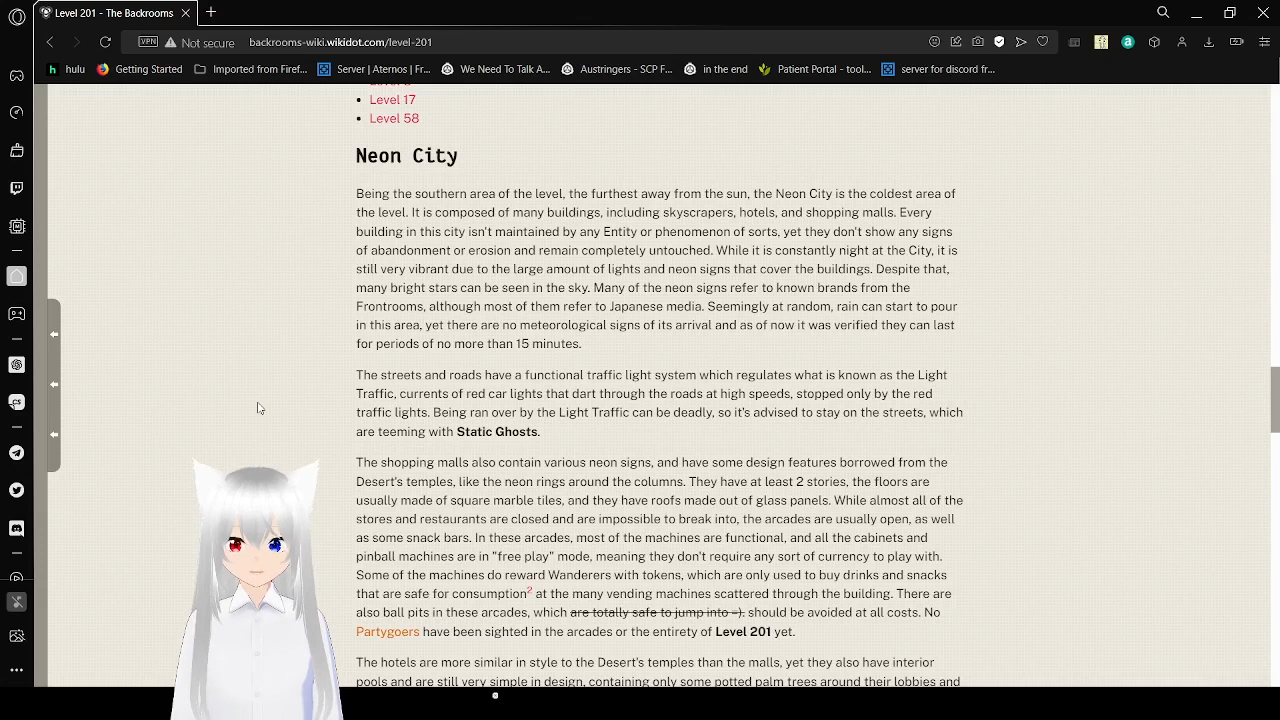 Level 201 - The Backrooms
VPN
Not secure
backrooms-wiki.wikidot.com/level-201
hulu
Getting Started
Imported from Firef...
Server | Aternos | Fr...
We Need To Talk A...
Austringers - SCP F...
in the end
Patient Portal - tool...
server for discord fr...
Level 17
Level 58
Neon City
Being the southern area of the level, the furthest away from the sun, the Neon City is the coldest area of
the level. It is composed of many buildings, including skyscrapers, hotels, and shopping malls. Every
building in this city isn't maintained by any Entity or phenomenon of sorts, yet they don't show any signs
of abandonment or erosion and remain completely untouched. While it is constantly night at the City, it is
still very vibrant due to the large amount of lights and neon signs that cover the buildings. Despite that,
many bright stars can be seen in the sky. Many of the neon signs refer to known brands from the
Frontrooms, although most of them refer to Japanese media. Seemingly at random, rain can start to pour
in this area, yet there are no meteorological signs of its arrival and as of now it was verified they can last
for periods of no more than 15 minutes.
The streets and roads have a functional traffic light system which regulates what is known as the Light
Traffic, currents of red car lights that dart through the roads at high speeds, stopped only by the red
traffic lights. Being ran over by the Light Traffic can be deadly, so it's advised to stay on the streets, which
are teeming with Static Ghosts.
The shopping malls also contain various neon signs, and have some design features borrowed from the
Desert's temples, like the neon rings around the columns. They have at least 2 stories, the floors are
usually made of square marble tiles, and they have roofs made out of glass panels. While almost all of the
stores and restaurants are closed and are impossible to break into, the arcades are usually open, as well
as some snack bars. In these arcades, most of the machines are functional, and all the cabinets and
pinball machines are in "free play" mode, meaning they don't require any sort of currency to play with.
Some of the machines do reward Wanderers with tokens, which are only used to buy drinks and snacks
that are safe for consumption2 at the many vending machines scattered through the building. There are
also ball pits in these arcades, which are totally safe to jump into =). should be avoided at all costs. No
Partygoers have been sighted in the arcades or the entirety of Level 201 yet.
The hotels are more similar in style to the Desert's temples than the malls, yet they also have interior
pools and are still very simple in design, containing only some potted palm trees around their lobbies and